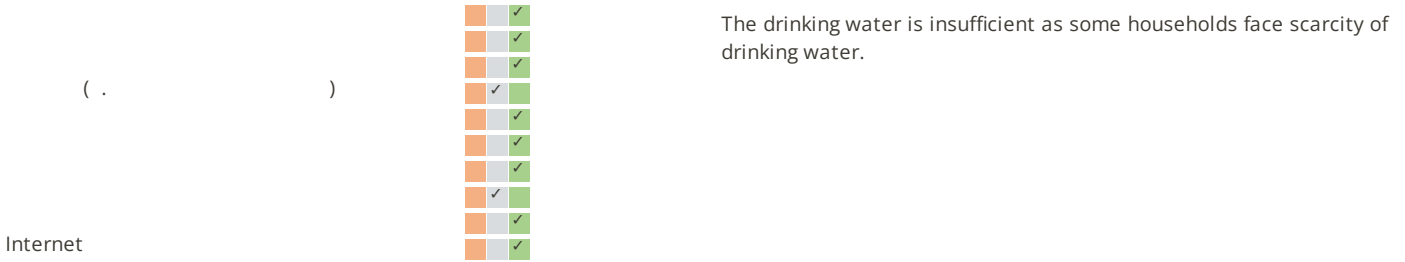 ✓
✓
✓
( . ) ✓
✓
✓
✓
✓
✓
Internet ✓
The drinking water is insufficient as some households face scarcity of
drinking water.